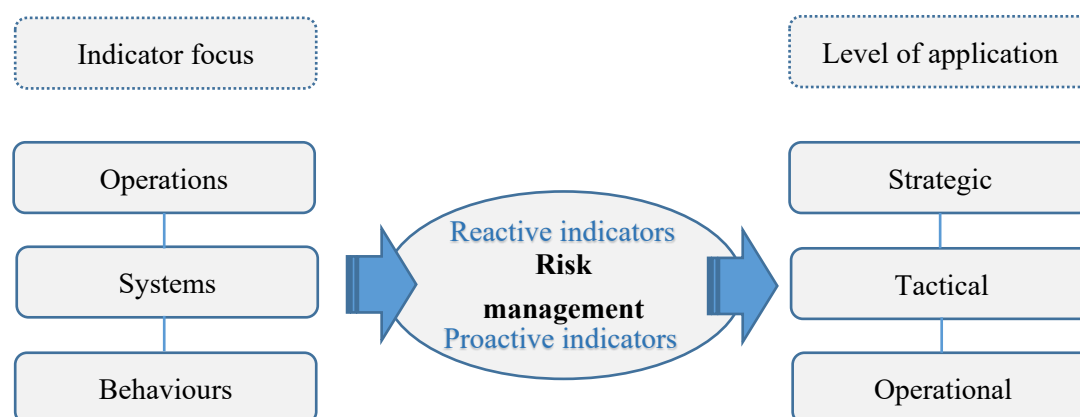 Indicator focus
Level of application
Operations
Systems
Behaviours
Reactive indicators
Risk
management
Proactive indicators
Strategic
Tactical
Operational